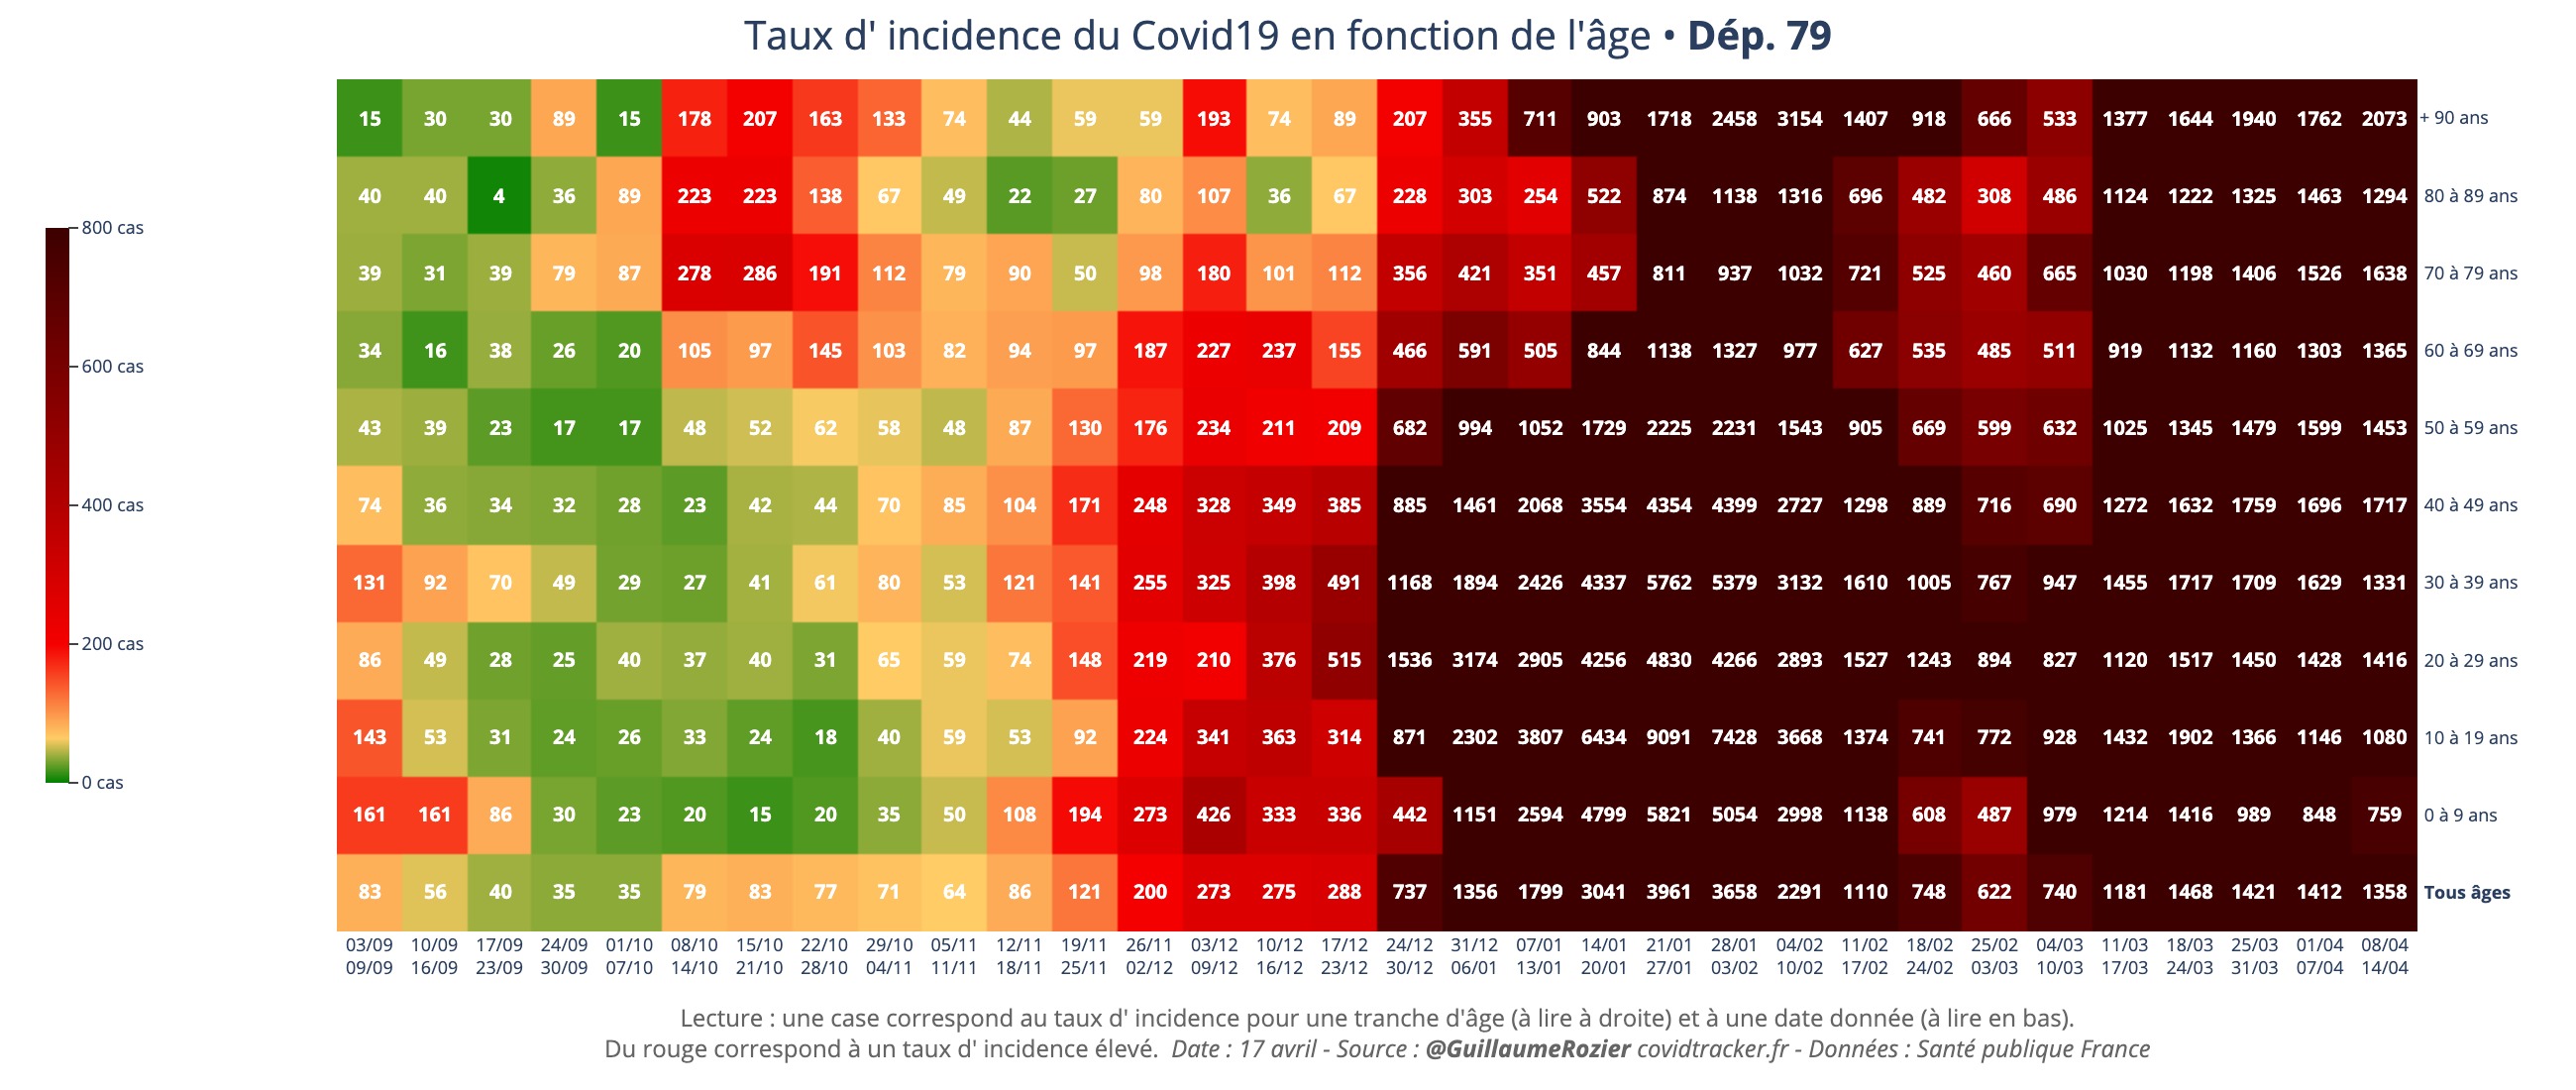 Taux d' incidence du Covid19 en fonction de l'âge • Dép. 79
15 30 30 89 15 178 207 163 133 74 44 59 59 193 74 89 207 355 711 903 1718 2458 3154 1407 918 666 533 1377 1644 1940 1762 2073 + 90 ans
40 40 4 36 89 223 223 138 67 49 22 27 80 107 36 67 228 303 254 522 874 1138 1316 696 482 308 486 1124 1222 1325 1463 1294 80 à 89 ans
800 cas
39 31 39 79 87 278 286 191 112 79 90 50 98 180 101 112 356 421 351 457 811 937 1032 721 525 460 665 1030 1198 1406 1526 1638 70 à 79 ans
34 16 38 26 20 105 97 145 103 82 94 97 187 227 237 155 466 591 505 844 1138 1327 977 627 535 485 511 919 1132 1160 1303 1365 60 à 69 ans
600 cas
43 39 23 17 17 48 52 62 58 48 87 130 176 234 211 209 682 994 1052 1729 2225 2231 1543 905 669 599 632 1025 1345 1479 1599 1453 50 à 59 ans
400 cas
74 36 34 32 28 23 42 44 70 85 104 171 248 328 349 385 885 1461 2068 3554 4354 4399 2727 1298 889 716 690 1272 1632 1759 1696 1717 40 à 49 ans
131 92 70 49 29 27 41 61 80 53 121 141 255 325 398 491 1168 1894 2426 4337 5762 5379 3132 1610 1005 767 947 1455 1717 1709 1629 1331 30 à 39 ans
200 cas
86 49 28 25 40 37 40 31 65 59 74 148 219 210 376 515 1536 3174 2905 4256 4830 4266 2893 1527 1243 894 827 1120 1517 1450 1428 1416 20 à 29 ans
143 53 31 24 26 33 24 18 40 59 53 92 224 341 363 314 871 2302 3807 6434 9091 7428 3668 1374 741 772 928 1432 1902 1366 1146 1080 10 à 19 ans
0 cas
161 161 86 30 23 20 15 20 35 50 108 194 273 426 333 336 442 1151 2594 4799 5821 5054 2998 1138 608 487 979 1214 1416 989 848 759 0 à 9 ans
83 56 40 35 35 79 83 77 71 64 86 121 200 273 275 288 737 1356 1799 3041 3961 3658 2291 1110 748 622 740 1181 1468 1421 1412 1358 Tous âges
03/09 10/09 17/09 24/09 01/10 08/10 15/10 22/10 29/10 05/11 12/11 19/11 26/11 03/12 10/12 17/12 24/12 31/12 07/01 14/01 21/01 28/01 04/02 11/02 18/02 25/02 04/03 11/03 18/03 25/03 01/04 08/04
09/09 16/09 23/09 30/09 07/10 14/10 21/10 28/10 04/11 11/11 18/11 25/11 02/12 09/12 16/12 23/12 30/12 06/01 13/01 20/01 27/01 03/02 10/02 17/02 24/02 03/03 10/03 17/03 24/03 31/03 07/04 14/04
Lecture : une case correspond au taux d' incidence pour une tranche d'âge (à lire à droite) et à une date donnée (à lire en bas).
Du rouge correspond à un taux d' incidence élevé. Date : 17 avril - Source : @GuillaumeRozier covidtracker.fr - Données : Santé publique France